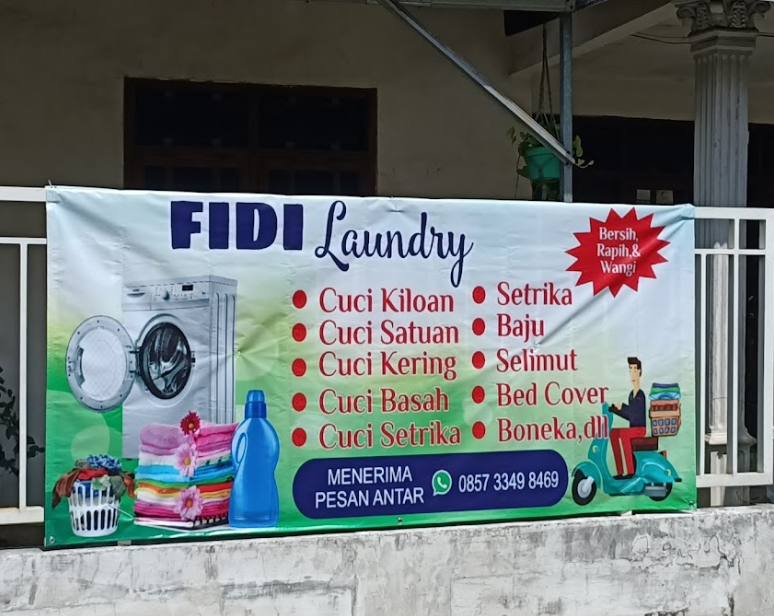 FIDI Laundry
Bersih,
Rapih,&
Wangi
Cuci Kiloan
Cuci Satuan
Cuci Kering
Cuci Basah
Cuci Setrika
Setrika
Baju
Selimut
Bed Cover
Boneka,dll
MENERIMA
PESAN ANTAR
0857 3349 8469